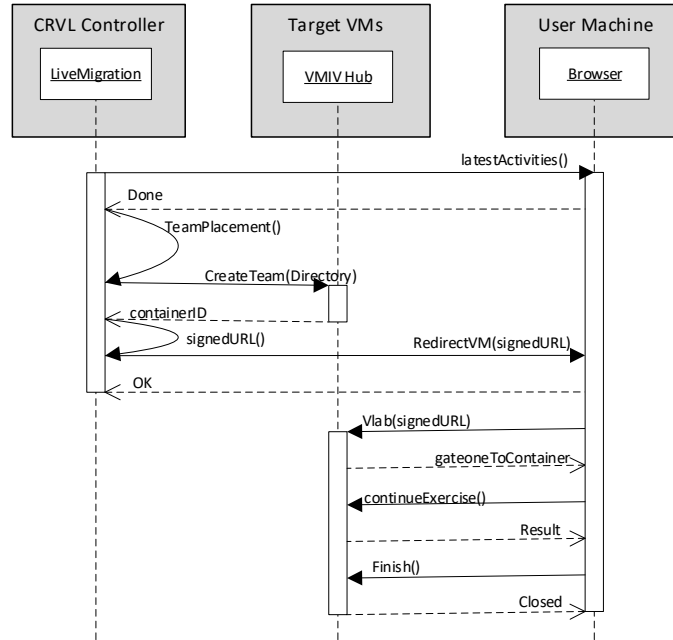 CRVL Controller
Target VMs
User Machine
LiveMigration
VMIV Hub
Browser
latestActivities()
Done
TeamPlacement()
CreateTeam(Directory)
containerID
signedURL()
RedirectVM(signedURL)
OK
Vlab(signedURL)
gateoneToContainer
continueExercise()
Result
Finish()
Closed